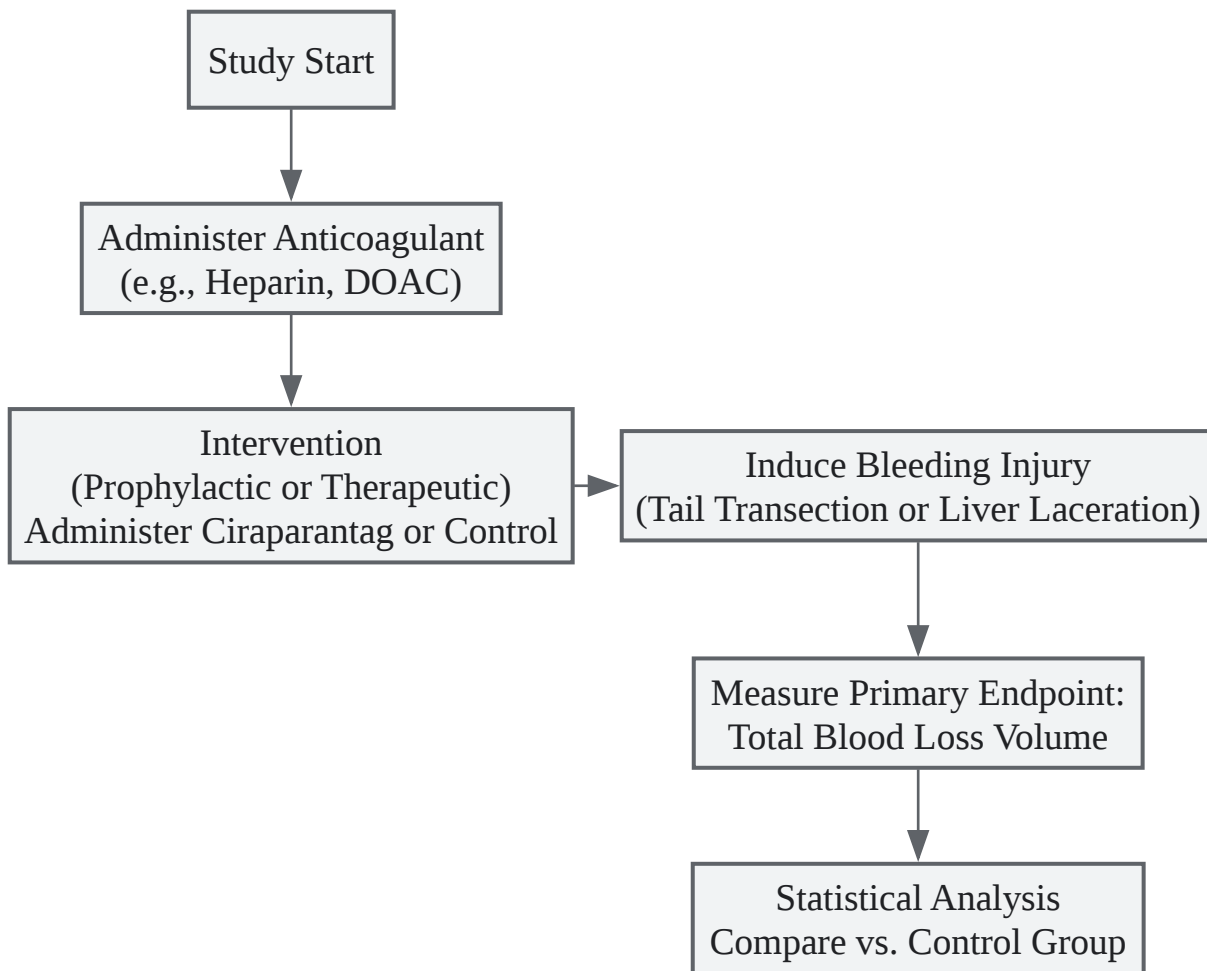 Study Start
Administer Anticoagulant
(e.g., Heparin, DOAC)
Intervention
(Prophylactic or Therapeutic)
Administer Ciraparantag or Control
Induce Bleeding Injury
(Tail Transection or Liver Laceration)
Measure Primary Endpoint:
Total Blood Loss Volume
Statistical Analysis
Compare vs. Control Group